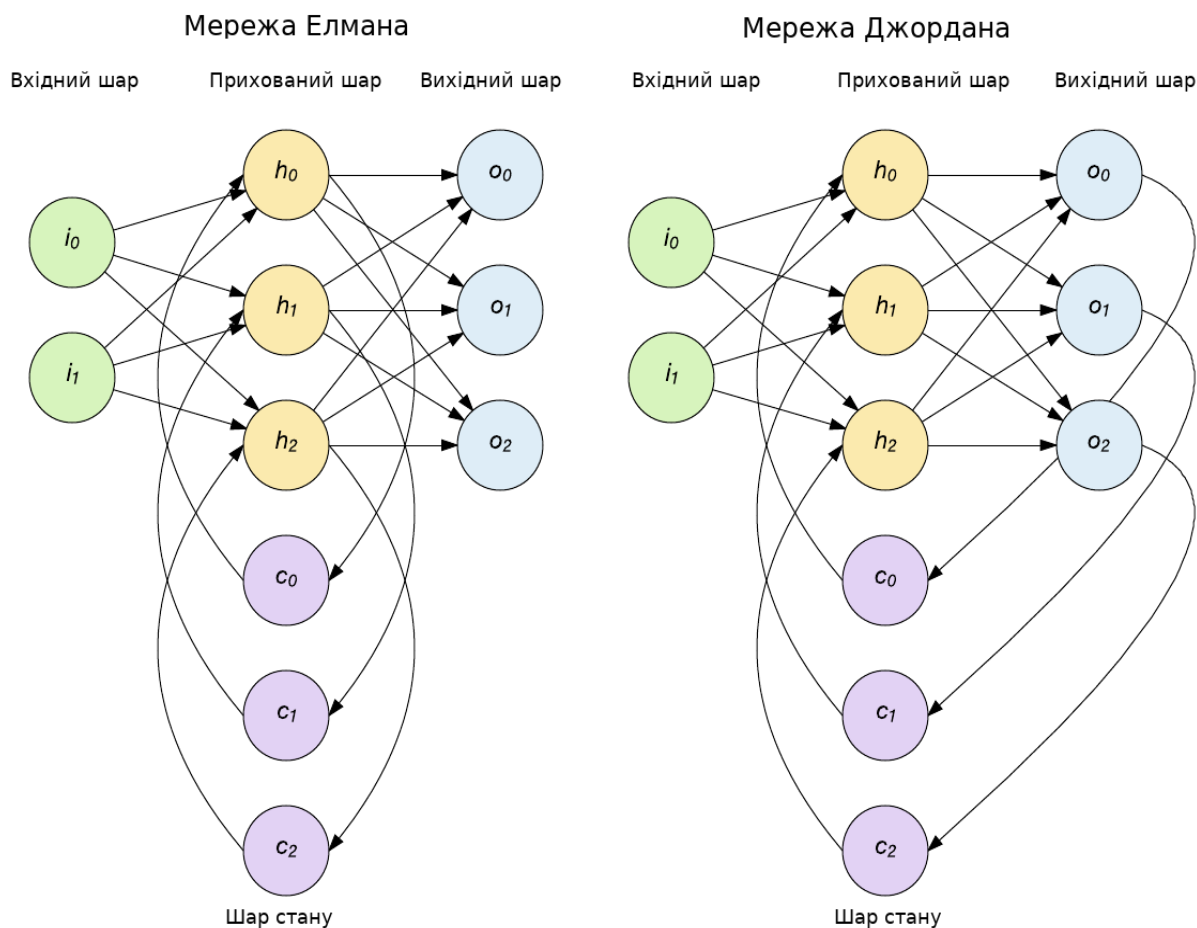 Мережа Елмана
Вхідний шар Прихований шар Вихідний шар
i0
i1
h0
h1
h2
o0
o1
o2
c0
c1
c2
Шар стану
Мережа Джордана
Вхідний шар Прихований шар Вихідний шар
i0
i1
h0
h1
h2
o0
o1
o2
c0
c1
c2
Шар стану